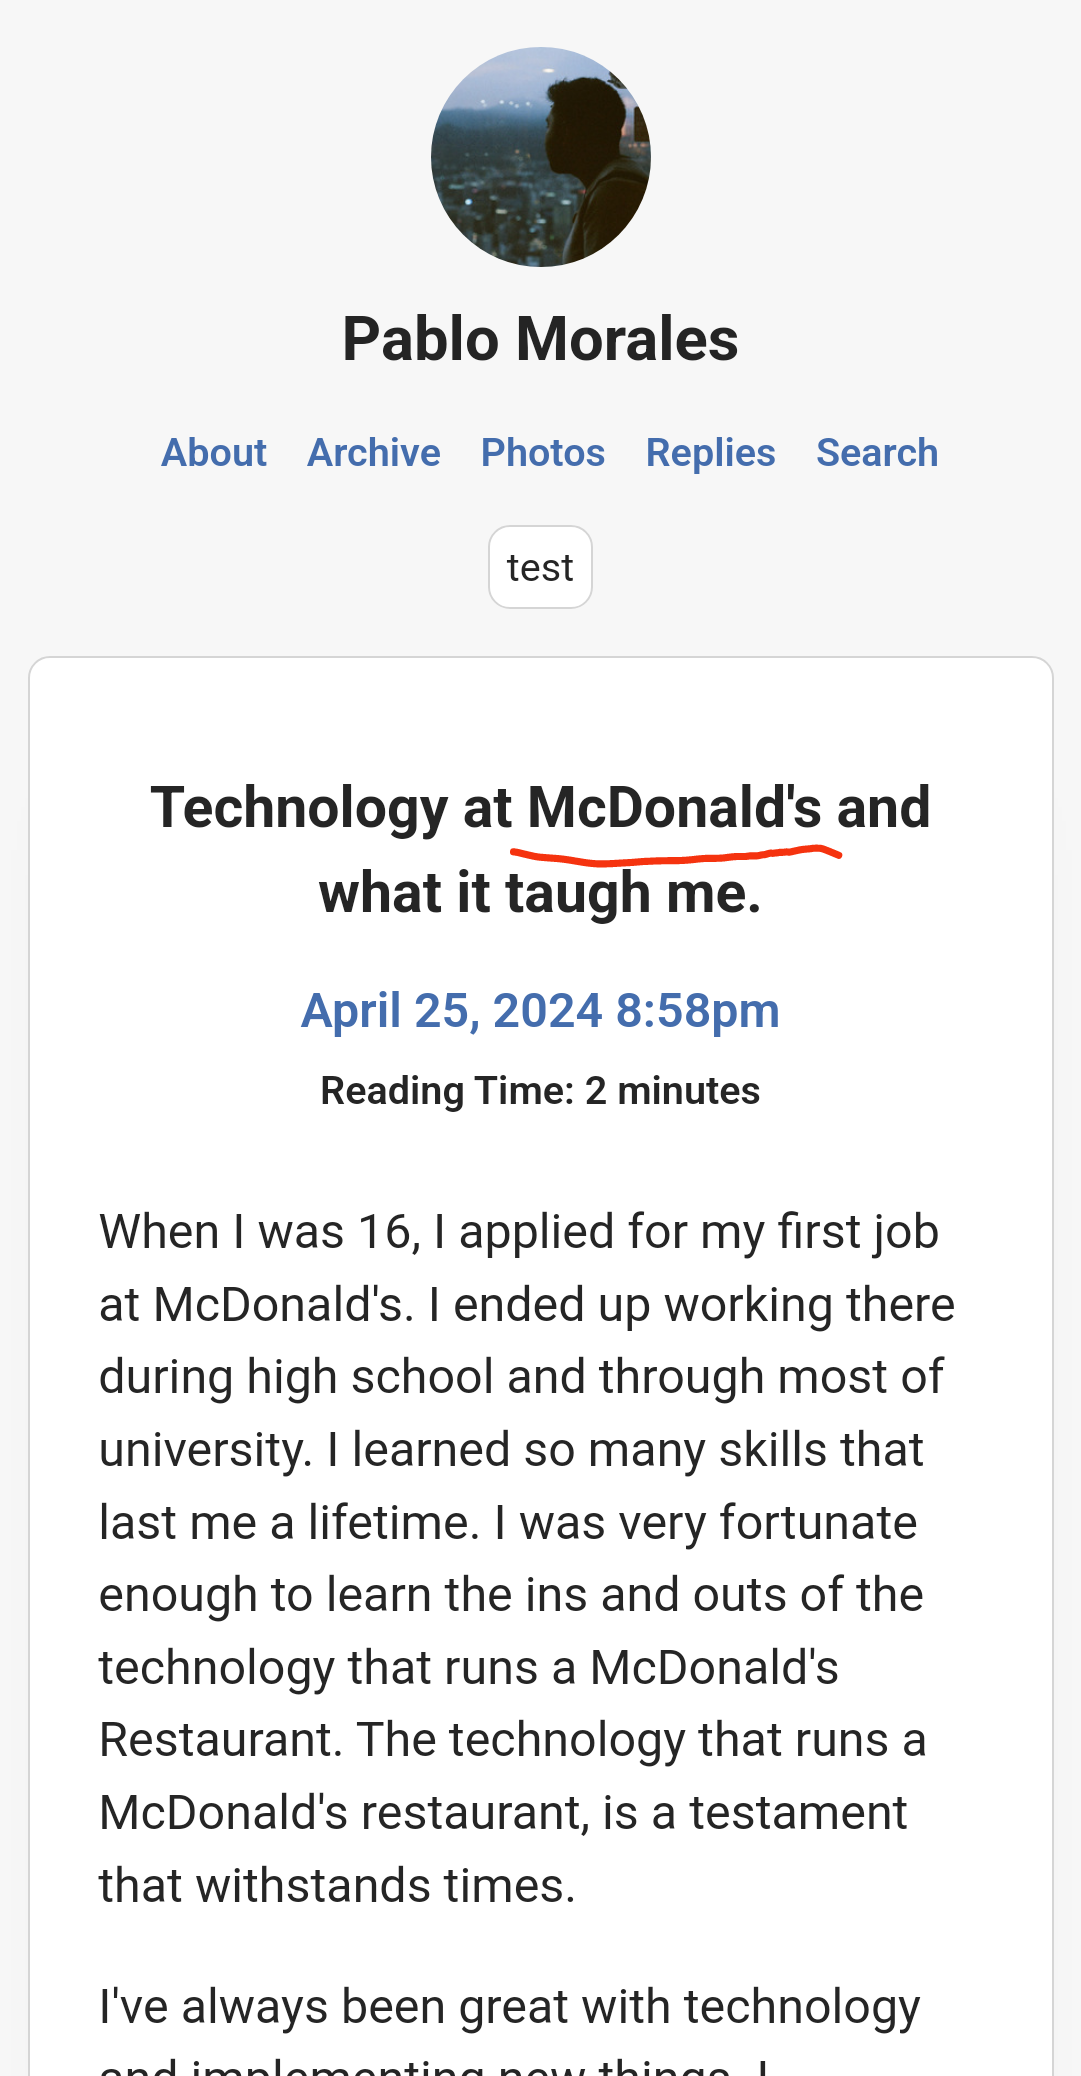 Pablo Morales
About Archive Photos Replies Search
test
Technology at McDonald's and
what it taugh me.
April 25, 2024 8:58pm
Reading Time: 2 minutes
When I was 16, I applied for my first job
at McDonald's. I ended up working there
during high school and through most of
university. I learned so many skills that
last me a lifetime. I was very fortunate
enough to learn the ins and outs of the
technology that runs a McDonald's
Restaurant. The technology that runs a
McDonald's restaurant, is a testament
that withstands times.
I've always been great with technology
and implementing new things. I